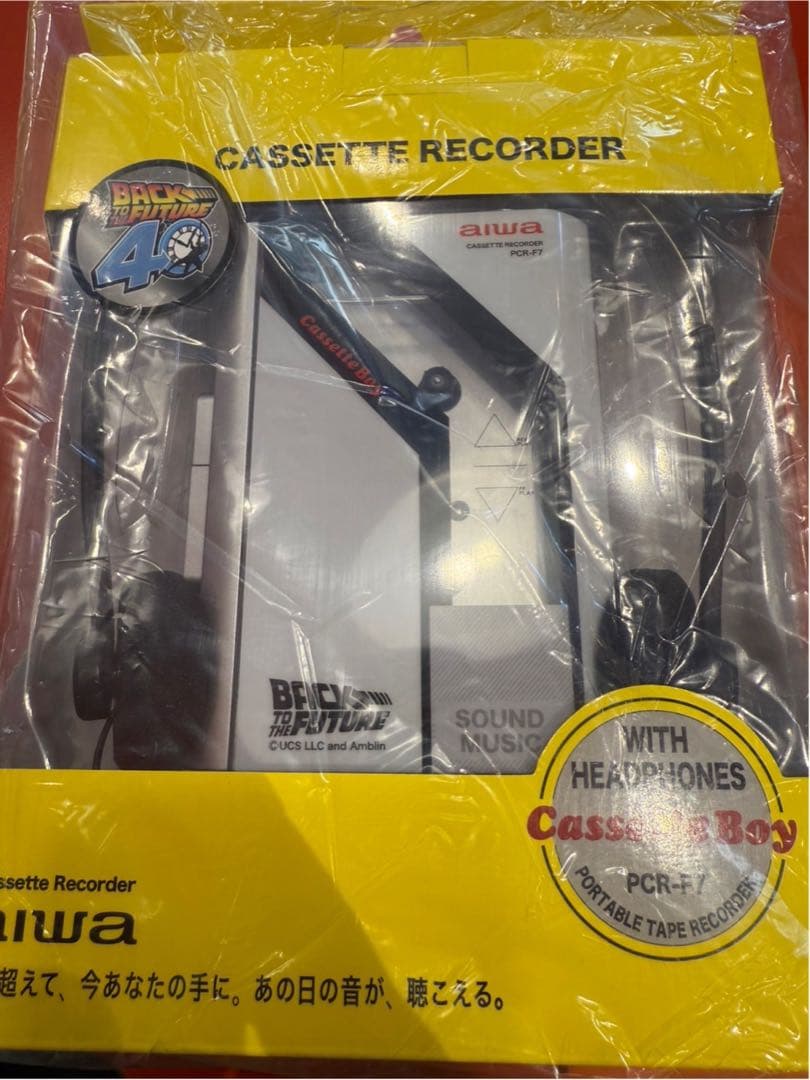 CASSETTE RECORDER
BACK
TO THE FUTURE
40
aiwa
CASSETTE RECORDER
PCR-F7
CassetteBoy
PLAY
BACK
TO THE FUTURE
©UCS LLC and Amblin
SOUND
MUSIC
WITH
HEADPHONES
CassetteBoy
PCR-F7
PORTABLE TAPE RECORDER
ssette Recorder
aiwa
超えて、今あなたの手に。あの日の音が、聴こえる。